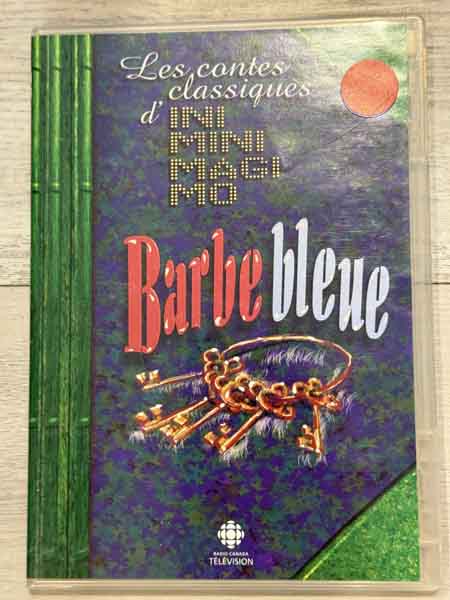 Les contes
classiques
d' INI
MINI
MAGI
MO
Barbe bleue
RADIO-CANADA
TÉLÉVISION